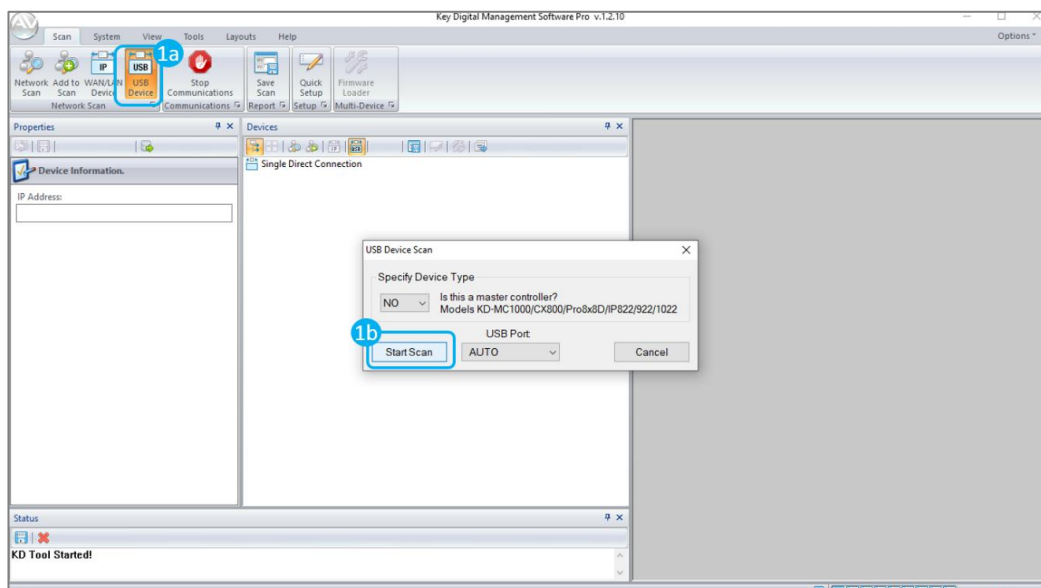 Key Digital Management Software Pro v.1.2.10
AV
Scan System View Tools Layouts Help
Options
1a
IP
USB
Network Scan
Add to Scan
WAN/LAN Device
USB Device
Stop Communications
Save Scan
Quick Setup
Firmware Loader
Network Scan Communications Report Setup Multi-Device
Properties
Devices
Single Direct Connection
Device Information.
IP Address:
USB Device Scan
Specify Device Type
NO
Is this a master controller?
Models KD-MC1000/CX800/Pro8x8D/IP822/922/1022
1b
USB Port
Start Scan AUTO Cancel
Status
KD Tool Started!